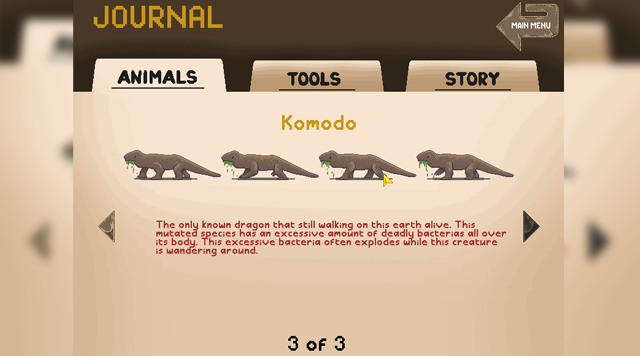 JOURNAL
MAIN MENU
ANIMALS
TOOLS
STORY
Komodo
The only known dragon that still walking on this earth alive. This
mutated species has an excessive amount of deadly bacterias all over
its body. This excessive bacteria often explodes while this creature
is wandering around.
3 of 3